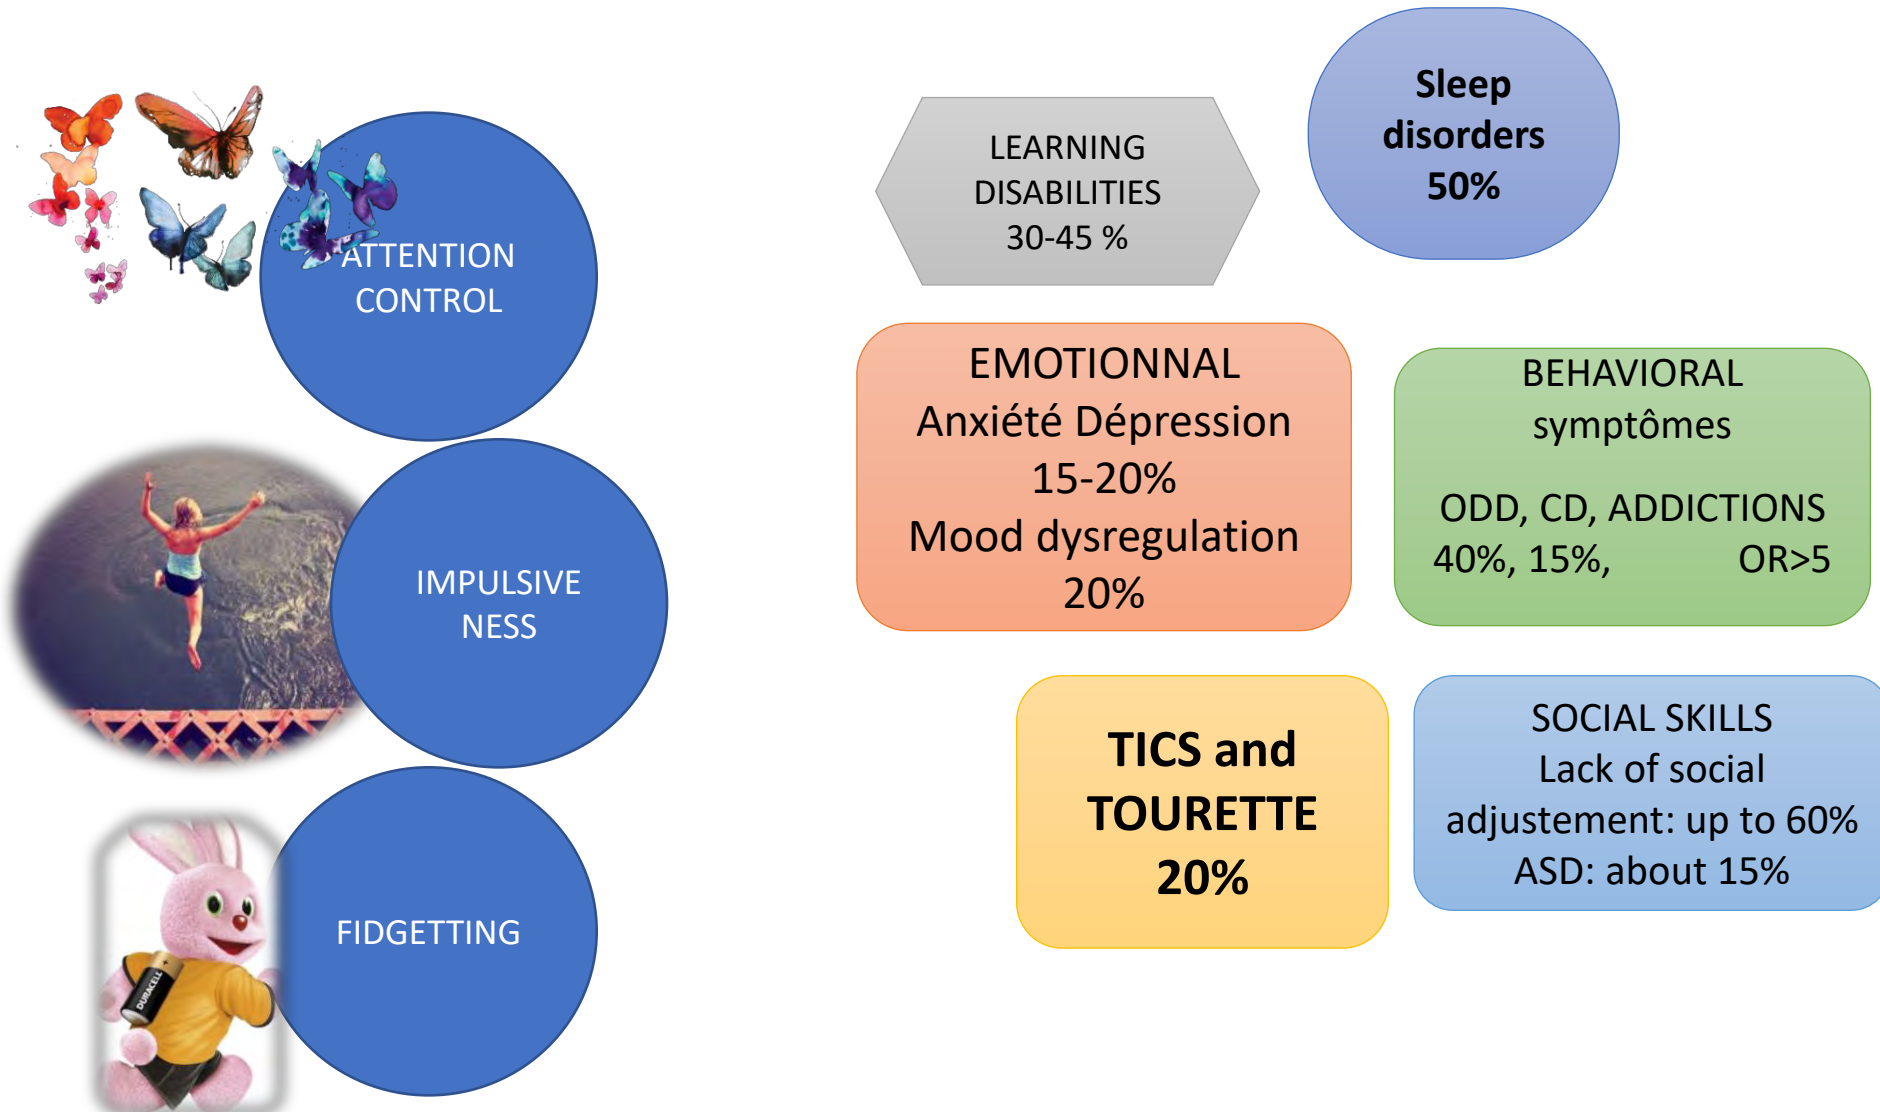 ATTENTION
CONTROL
IMPULSIVE
NESS
DURACELL
FIDGETTING
LEARNING
DISABILITIES
30-45 %
Sleep
disorders
50%
EMOTIONNAL
Anxiété Dépression
15-20%
Mood dysregulation
20%
BEHAVIORAL
symptômes
ODD, CD, ADDICTIONS
40%, 15%, OR>5
TICS and
TOURETTE
20%
SOCIAL SKILLS
Lack of social
adjustement: up to 60%
ASD: about 15%